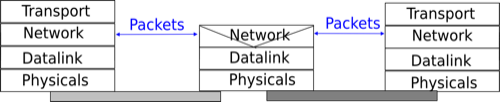 Transport
Network
Datalink
Physicals
Packets
Network
Datalink
Physicals
Packets
Transport
Network
Datalink
Physicals